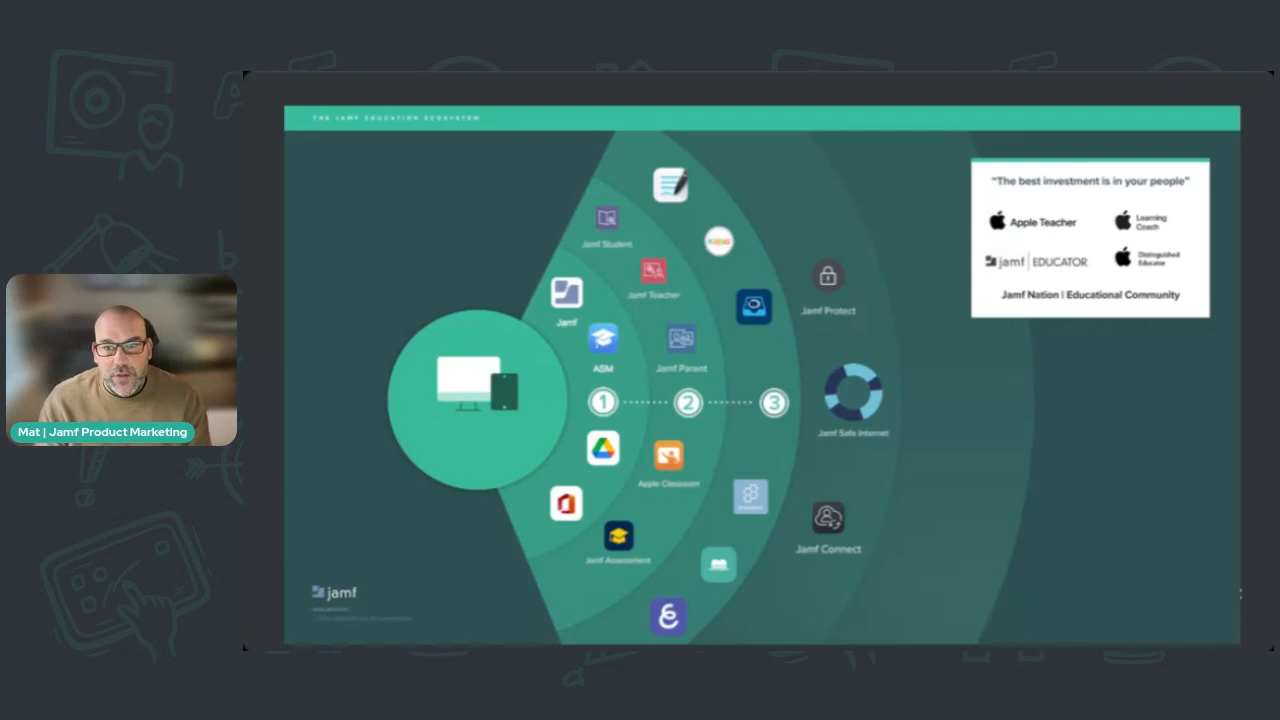 THE JAMF EDUCATION ECOSYSTEM
"The best investment is in your people"
Apple Teacher
Learning
Coach
jamf | EDUCATOR
Distinguished
Educator
Jamf Nation | Educational Community
Jamf Student
Jamf Teacher
Jamf
Jamf Protect
ASM
Jamf Parent
1
2
3
Jamf Safe Internet
Mat | Jamf Product Marketing
Apple Classroom
Jamf Connect
Jamf Assessment
jamf